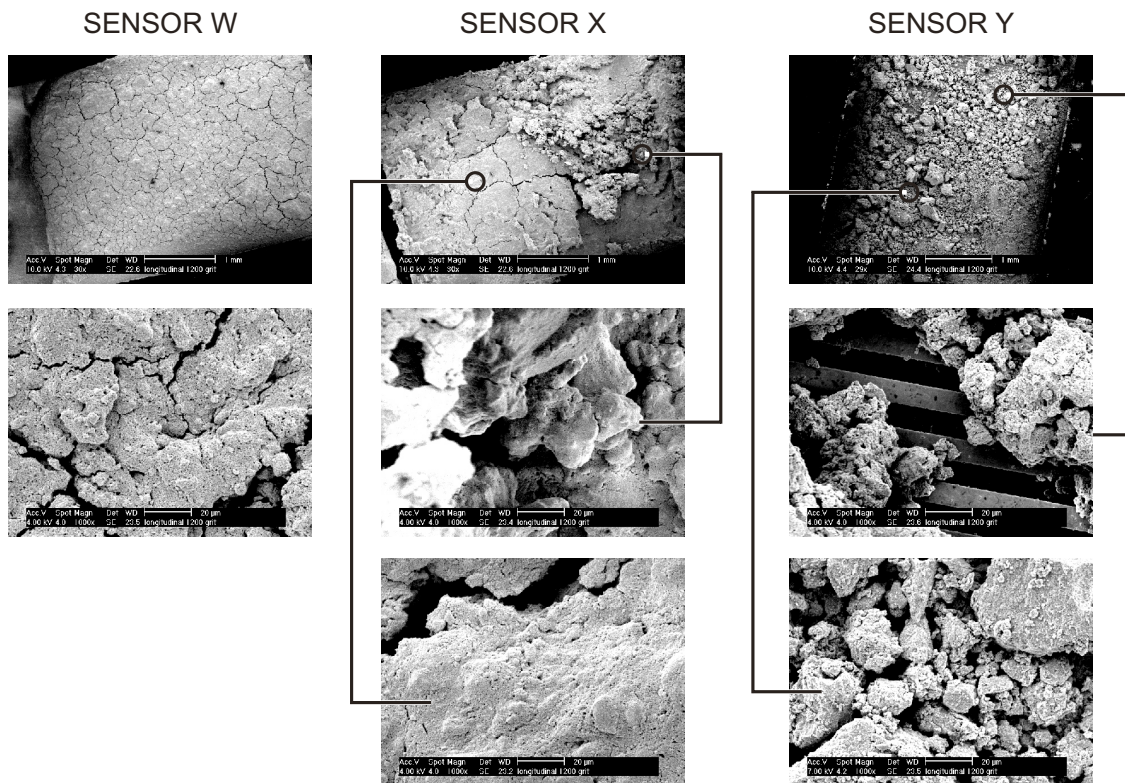 SENSOR W
SENSOR X
SENSOR Y
Acc.V Spot Magn Det WD 1 mm
10.0 kV 4.3 30x SE 22.6 longitudinal 1200 grit
Acc.V Spot Magn Det WD 1 mm
10.0 kV 4.3 30x SE 22.6 longitudinal 1200 grit
Acc.V Spot Magn Det WD 1 mm
10.0 kV 4.4 29x SE 24.4 longitudinal 1200 grit
Acc.V Spot Magn Det WD 20 µm
4.00 kV 4.0 1000x SE 23.5 longitudinal 1200 grit
Acc.V Spot Magn Det WD 20 µm
4.00 kV 4.0 1000x SE 23.4 longitudinal 1200 grit
Acc.V Spot Magn Det WD 20 µm
4.00 kV 4.0 1000x SE 23.6 longitudinal 1200 grit
Acc.V Spot Magn Det WD 20 µm
4.00 kV 4.0 1000x SE 23.2 longitudinal 1200 grit
Acc.V Spot Magn Det WD 20 µm
7.00 kV 4.2 1000x SE 23.5 longitudinal 1200 grit